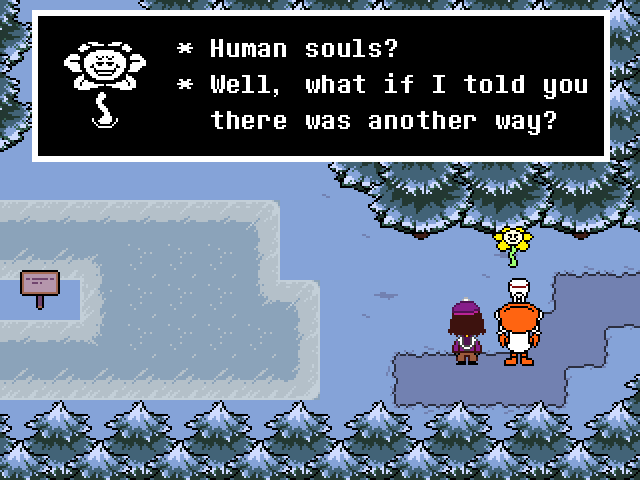 * Human souls?
* Well, what if I told you
there was another way?